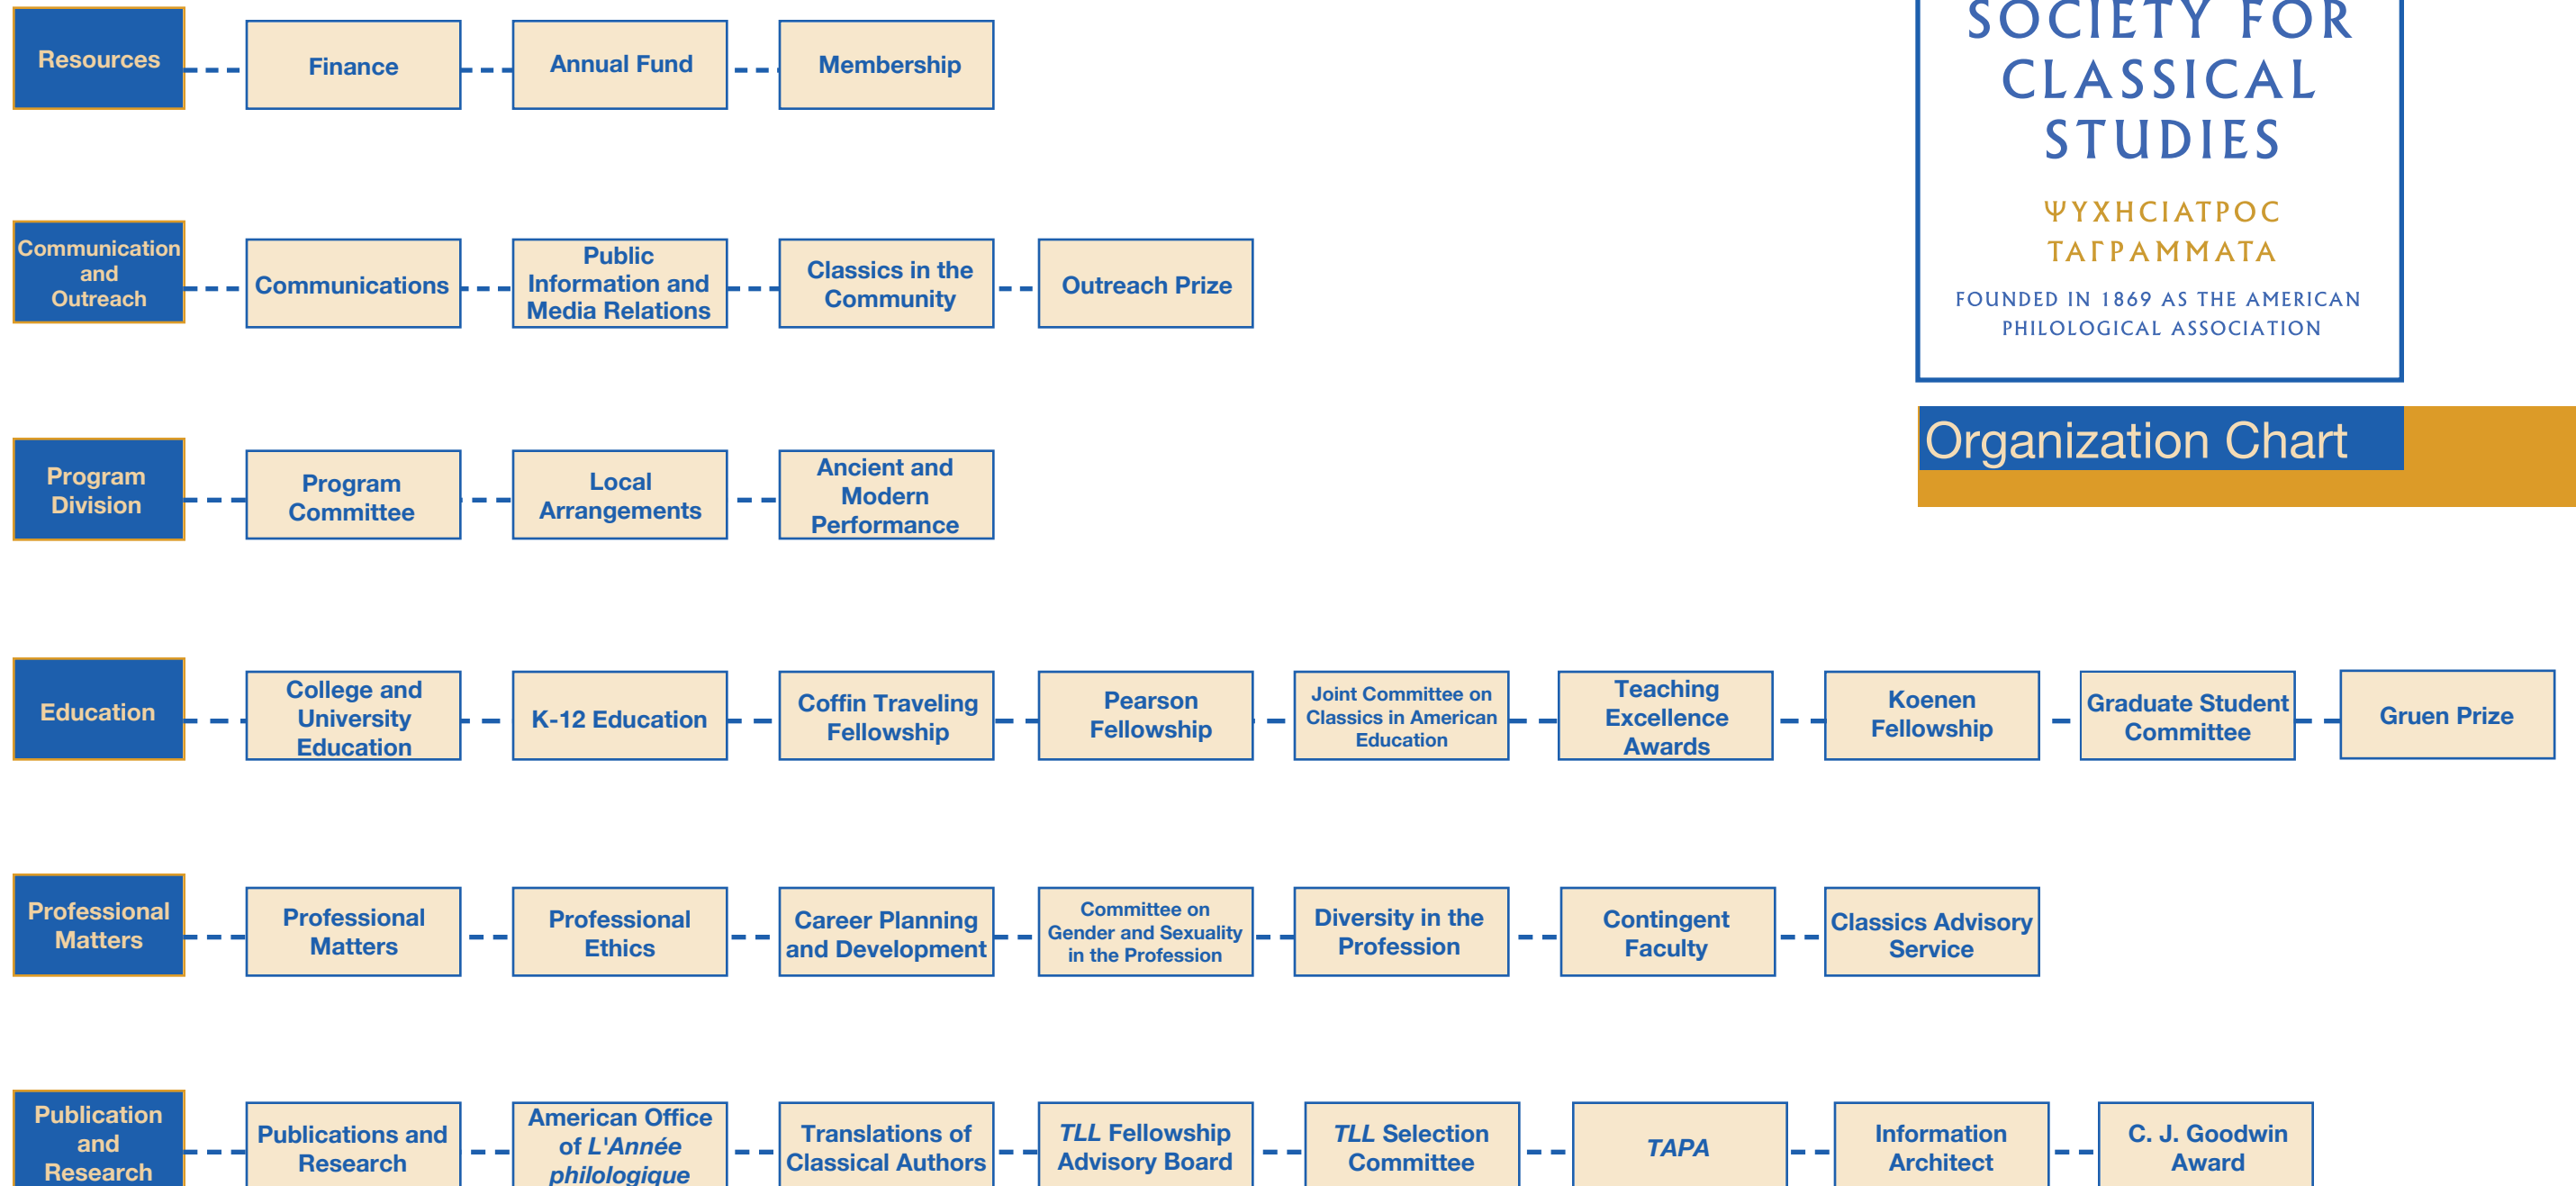 SOCIETY FOR
CLASSICAL
STUDIES
ΨΥΧΗCΙΑΤΡΟC
ΤΑΓΡΑΜΜΑΤΑ
FOUNDED IN 1869 AS THE AMERICAN
PHILOLOGICAL ASSOCIATION
Organization Chart
Resources
Finance
Annual Fund
Membership
Communication
and
Outreach
Communications
Public
Information and
Media Relations
Classics in the
Community
Outreach Prize
Program
Division
Program
Committee
Local
Arrangements
Ancient and
Modern
Performance
Education
College and
University
Education
K-12 Education
Coffin Traveling
Fellowship
Pearson
Fellowship
Joint Committee on
Classics in American
Education
Teaching
Excellence
Awards
Koenen
Fellowship
Graduate Student
Committee
Gruen Prize
Professional
Matters
Professional
Matters
Professional
Ethics
Career Planning
and Development
Committee on
Gender and Sexuality
in the Profession
Diversity in the
Profession
Contingent
Faculty
Classics Advisory
Service
Publication
and
Research
Publications and
Research
American Office
of L'Année
philologique
Translations of
Classical Authors
TLL Fellowship
Advisory Board
TLL Selection
Committee
TAPA
Information
Architect
C. J. Goodwin
Award